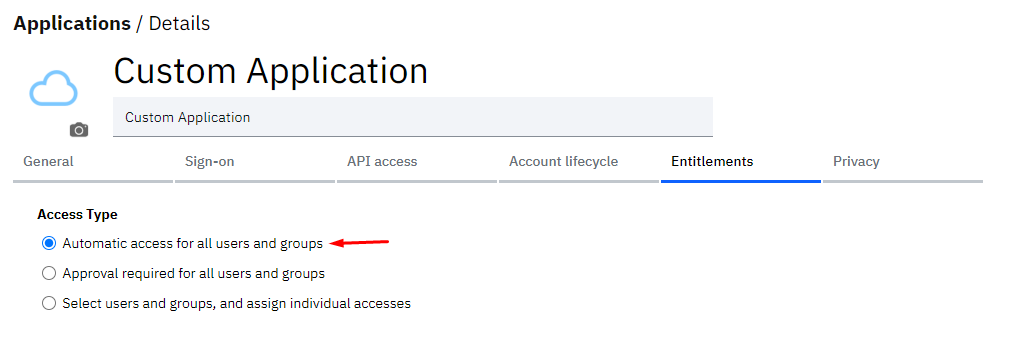 Applications / Details
Custom Application
Custom Application
General Sign-on API access Account lifecycle Entitlements Privacy
Access Type
Automatic access for all users and groups
Approval required for all users and groups
Select users and groups, and assign individual accesses